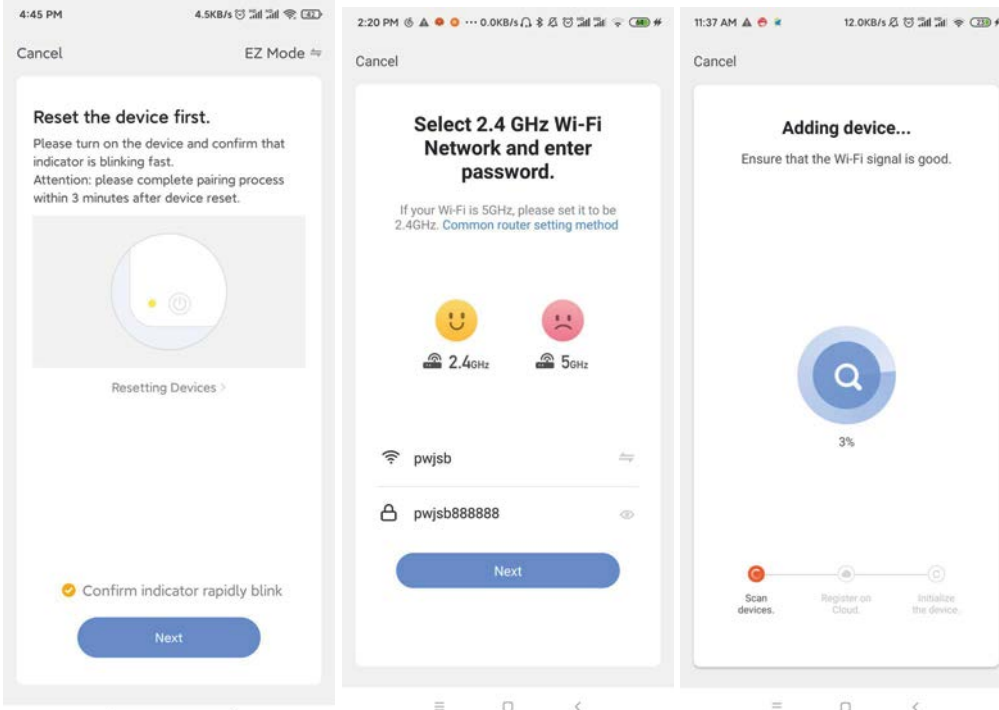 4:45 PM
4.5KB/s
42
Cancel
EZ Mode
Reset the device first.
Please turn on the device and confirm that
indicator is blinking fast.
Attention: please complete pairing process
within 3 minutes after device reset.
Resetting Devices >
Confirm indicator rapidly blink
Next
2:20 PM
... 0.0KB/s
Cancel
Select 2.4 GHz Wi-Fi
Network and enter
password.
If your Wi-Fi is 5GHz, please set it to be
2.4GHz. Common router setting method
2.4GHz
5GHz
pwjsb
pwjsb888888
Next
11:37 AM
12.0KB/s
Cancel
Adding device...
Ensure that the Wi-Fi signal is good.
3%
Scan
devices.
Register on
Cloud.
Initialize
the device.